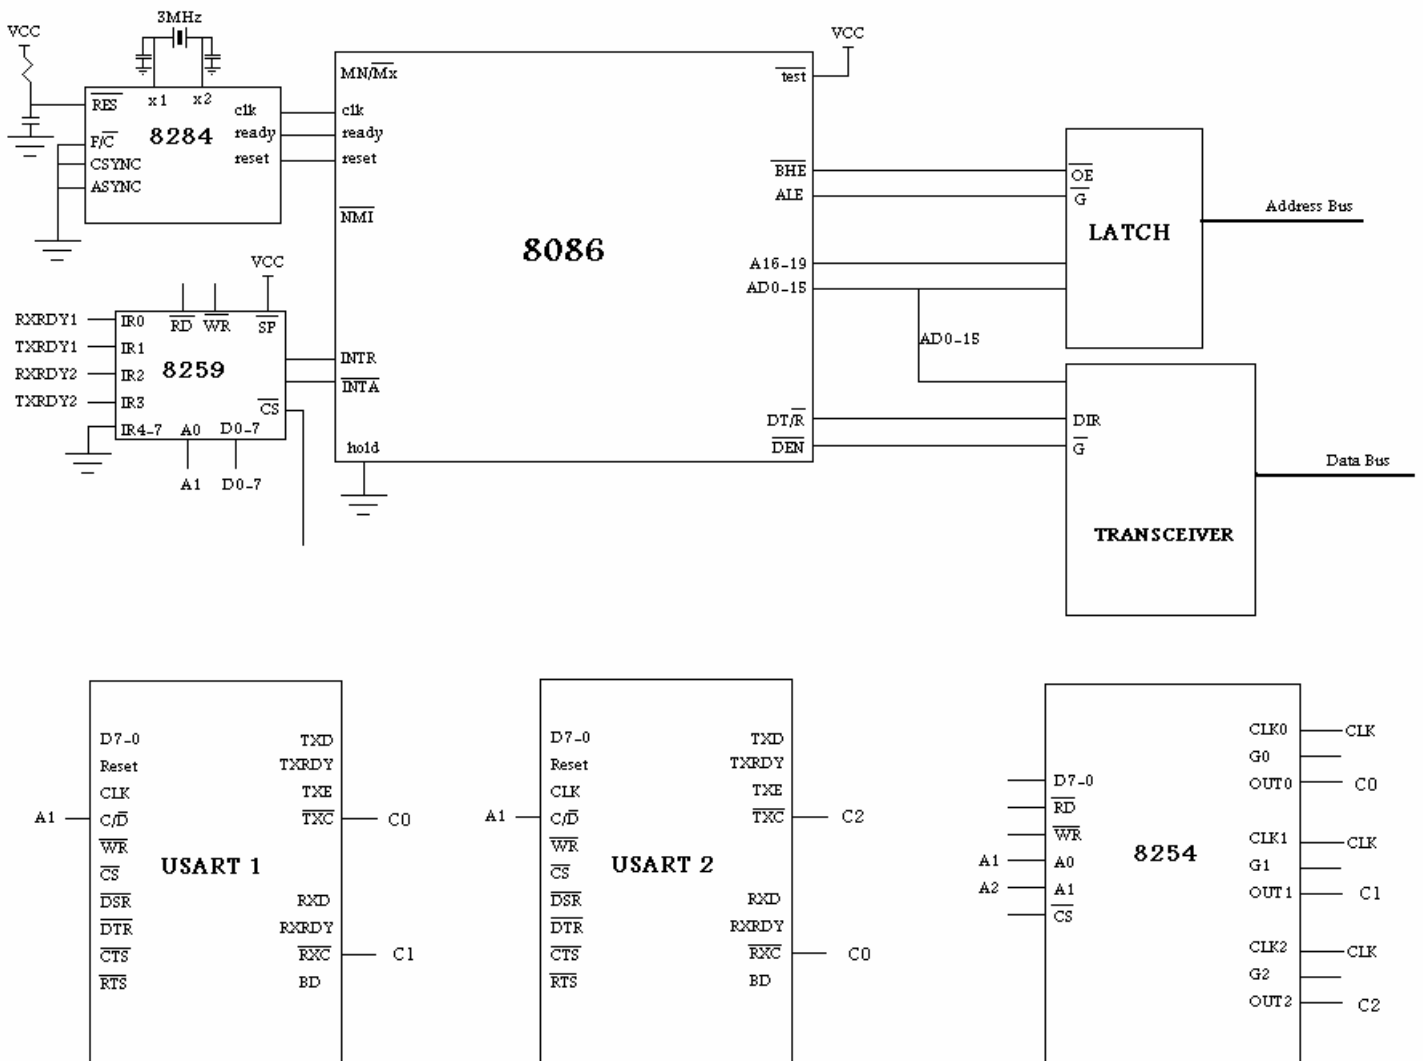 3MHz
VCC
VCC
MN/Mx
test
RES
x1
x2
clk
clk
8284
ready
ready
F/C
CSYNC
reset
reset
ASYNC
BHE
OE
ALE
G
NMI
Address Bus
LATCH
8086
A16-19
VCC
AD0-15
RXRDY1
IR0
RD
WR
SP
TXRDY1
IR1
AD0-15
INTR
RXRDY2
IR2
8259
INTA
TXRDY2
IR3
CS
IR4-7
A0
D0-7
DT/R
DIR
hold
DEN
G
Data Bus
A1
D0-7
TRANSCEIVER
D7-0
TXD
Reset
TXRDY
CLK
TXE
A1
C/D
TXC
C0
WR
USART 1
CS
DSR
RXD
DTR
RXRDY
CTS
RXC
C1
RTS
BD
D7-0
TXD
Reset
TXRDY
CLK
TXE
A1
C/D
TXC
C2
WR
USART 2
CS
DSR
RXD
DTR
RXRDY
CTS
RXC
C0
RTS
BD
CLK0
CLK
G0
D7-0
OUT0
C0
RD
WR
CLK1
CLK
8254
A1
A0
G1
A2
A1
OUT1
C1
CS
CLK2
CLK
G2
OUT2
C2